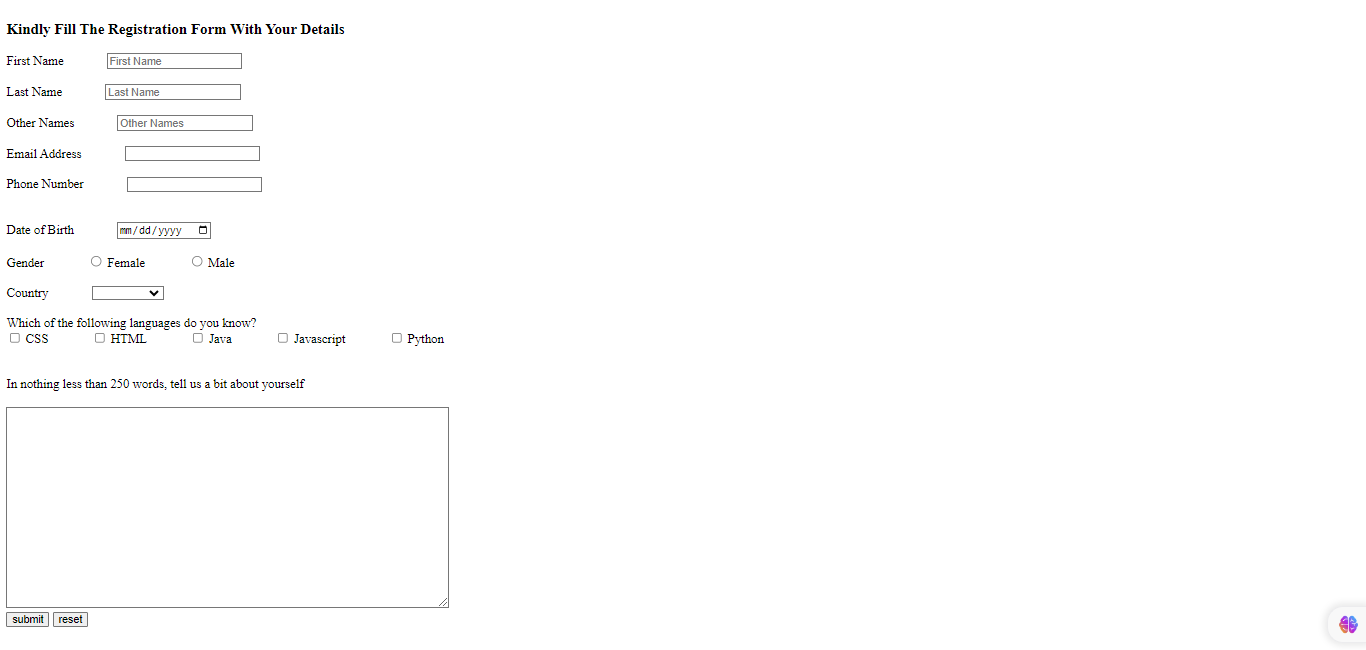 Kindly Fill The Registration Form With Your Details
First Name First Name
Last Name Last Name
Other Names Other Names
Email Address
Phone Number
Date of Birth mm/dd/yyyy
Gender Female Male
Country
Which of the following languages do you know?
CSS HTML Java Javascript Python
In nothing less than 250 words, tell us a bit about yourself
submit reset